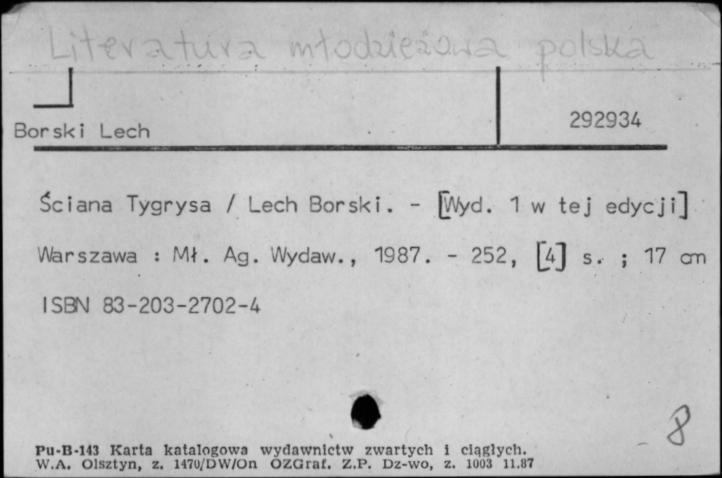 Literatura młodzieżowa polska
Borski Lech
292934
Ściana Tygrysa / Lech Borski. - [Wyd. 1 w tej edycji]
Warszawa : Mł. Ag. Wydaw., 1987. - 252, [4] s. ; 17 cm
ISBN 83-203-2702-4
8
Pu-B-143 Karta katalogowa wydawnictw zwartych i ciągłych.
W.A. Olsztyn, z. 1470/DW/On OZGraf. Z.P. Dz-wo, z. 1003 11.87